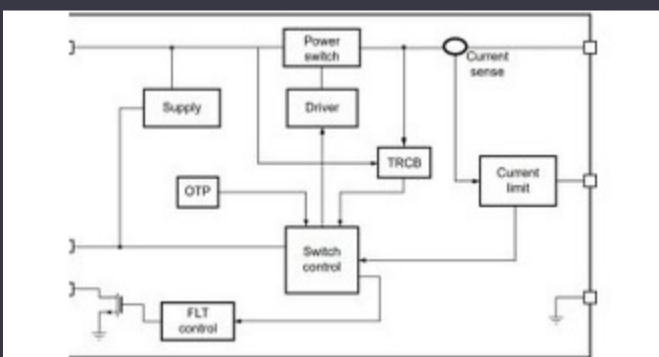 Power
switch
Current
sense
Supply
Driver
TRCB
Current
limit
OTP
Switch
control
FLT
control